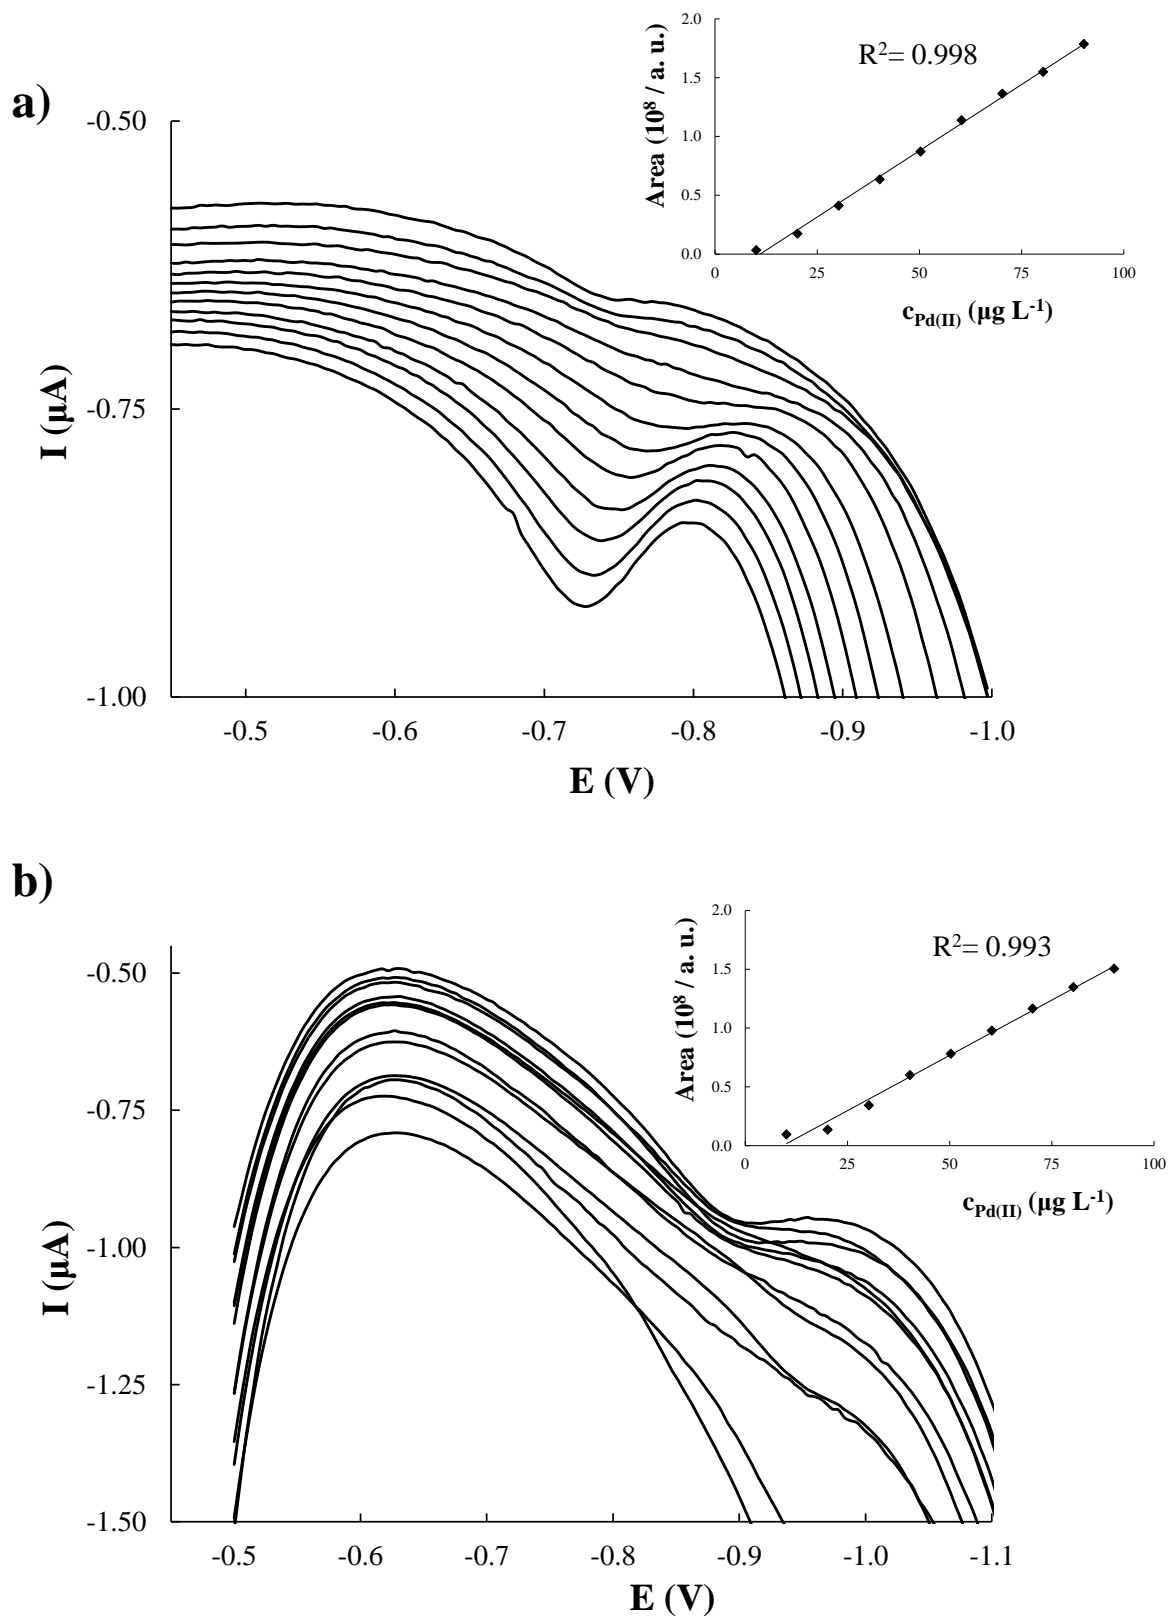 a)
2.0
1.5
1.0
0.5
0.0
R²= 0.998
Area (10⁸ / a. u.)
0 25 50 75 100
c_Pd(II) (µg L⁻¹)
-0.50
-0.75
-1.00
I (µA)
-0.5 -0.6 -0.7 -0.8 -0.9 -1.0
E (V)
b)
2.0
1.5
1.0
0.5
0.0
R²= 0.993
Area (10⁸ / a. u.)
0 25 50 75 100
c_Pd(II) (µg L⁻¹)
-0.50
-0.75
-1.00
-1.25
-1.50
I (µA)
-0.5 -0.6 -0.7 -0.8 -0.9 -1.0 -1.1
E (V)